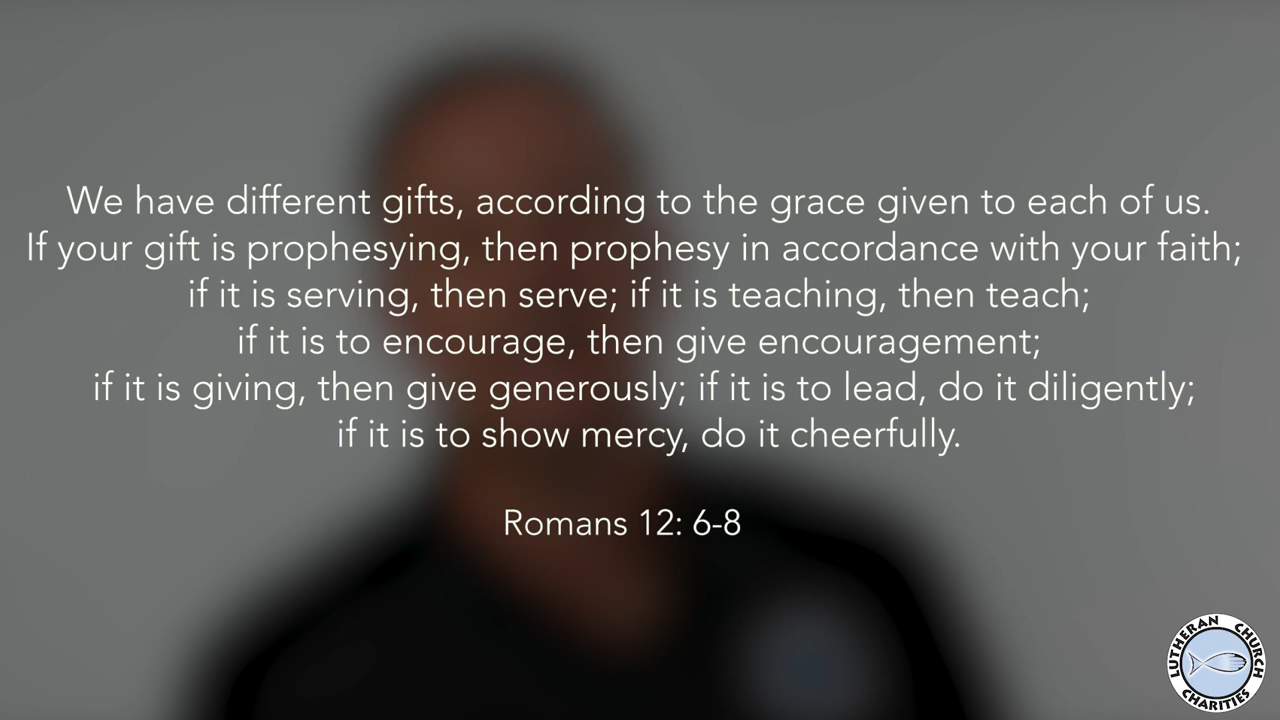 We have different gifts, according to the grace given to each of us.
If your gift is prophesying, then prophesy in accordance with your faith;
if it is serving, then serve; if it is teaching, then teach;
if it is to encourage, then give encouragement;
if it is giving, then give generously; if it is to lead, do it diligently;
if it is to show mercy, do it cheerfully.
Romans 12: 6-8
LUTHERAN CHURCH
CHARITIES